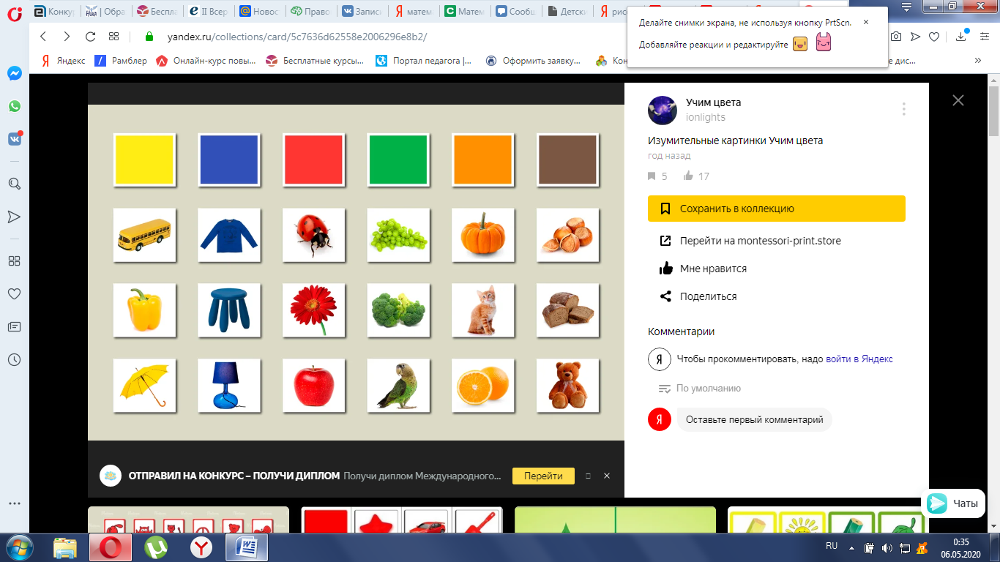 Конкур
Обра
Беспла
II Всер
Новос
Право
Запис
матем
Матем
Сооб
Детски
рис
yandex.ru/collections/card/5c7636d62558e2006296e8b2/
Делайте снимки экрана, не используя кнопку PrtScn.
Добавляйте реакции и редактируйте
Яндекс
Рамблер
Онлайн-курс повы...
Бесплатные курсы...
Портал педагога |...
Оформить заявку...
Кон
е дис...
Учим цвета
ionlights
Изумительные картинки Учим цвета
год назад
5 17
Сохранить в коллекцию
Перейти на montessori-print.store
Мне нравится
Поделиться
Комментарии
Чтобы прокомментировать, надо войти в Яндекс
По умолчанию
Оставьте первый комментарий
ОТПРАВИЛ НА КОНКУРС – ПОЛУЧИ ДИПЛОМ Получи диплом Международного...
Перейти
Чаты
RU
0:35
06.05.2020